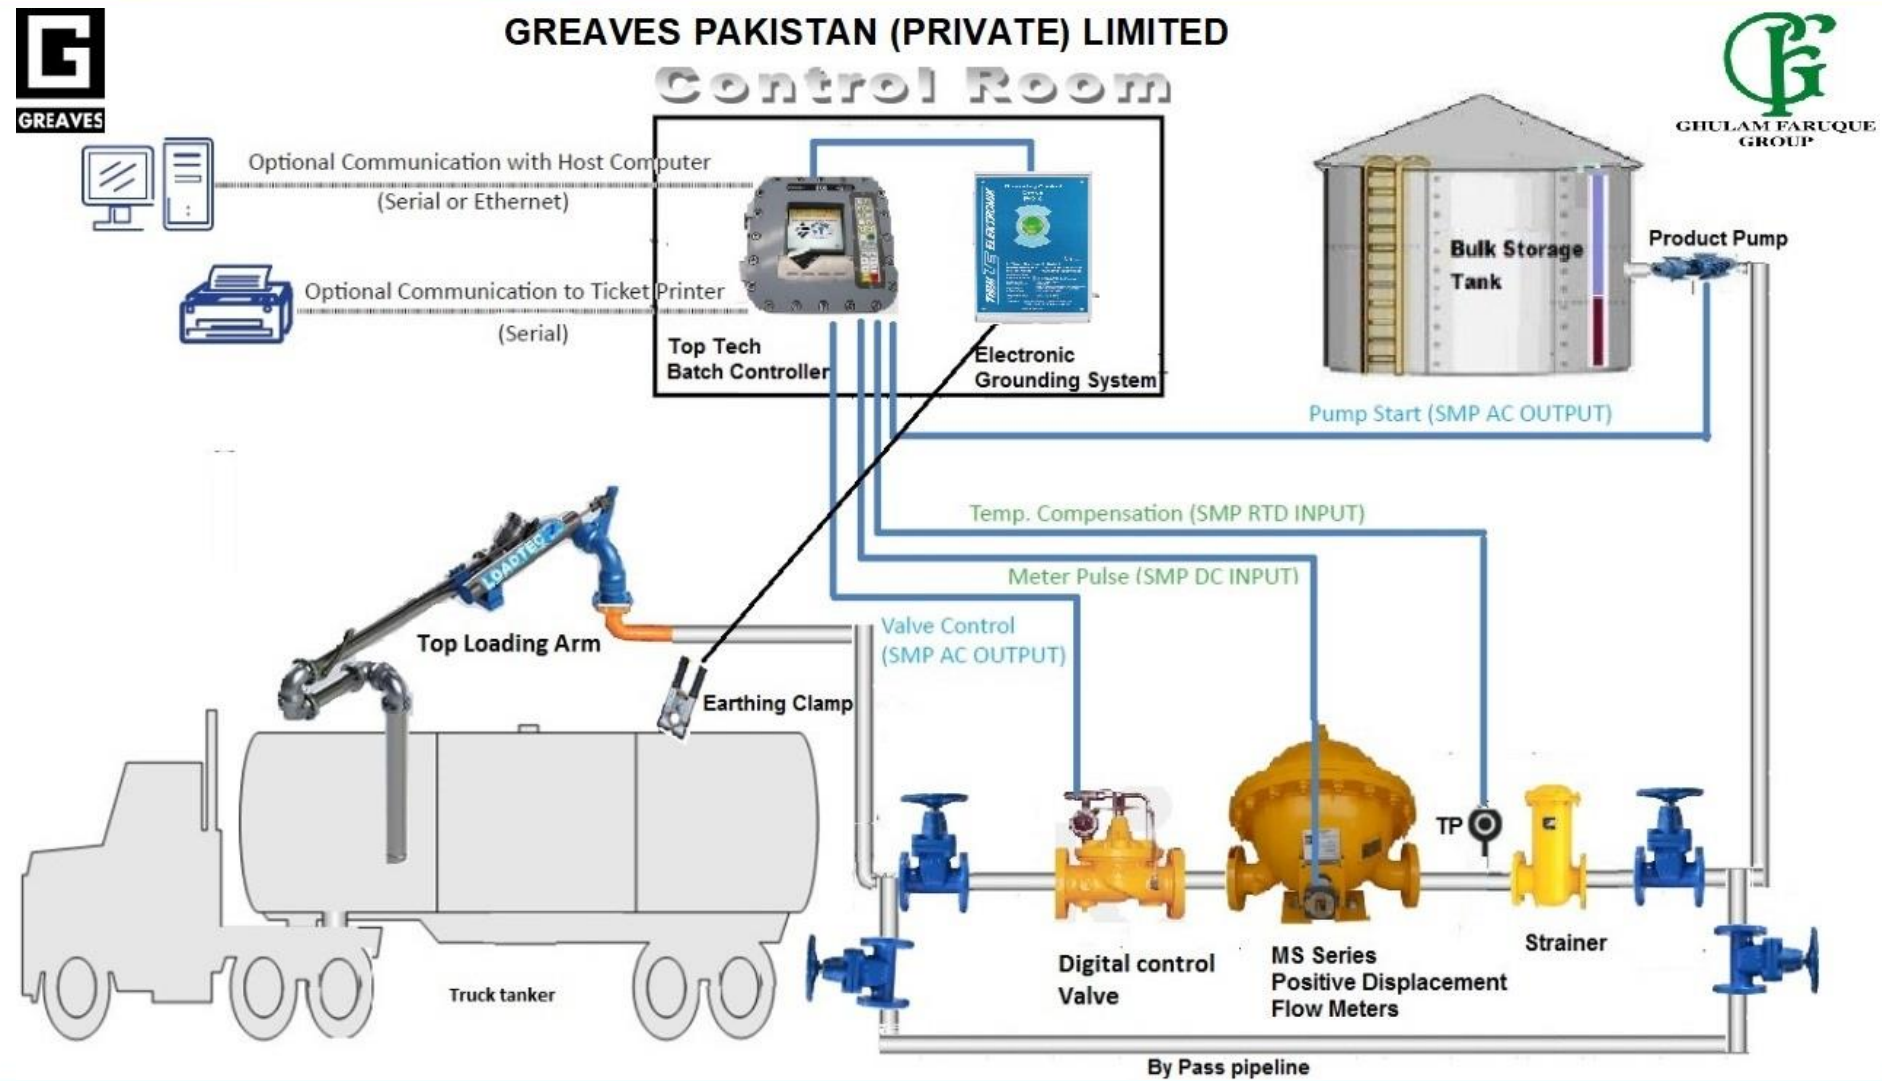 GREAVES PAKISTAN (PRIVATE) LIMITED
Control Room
GREAVES
GHULAM FARUQUE
GROUP
Optional Communication with Host Computer
(Serial or Ethernet)
Optional Communication to Ticket Printer
(Serial)
Top Tech
Batch Controller
ELEKTRONIK
Electronic
Grounding System
Bulk Storage
Tank
Product Pump
Pump Start (SMP AC OUTPUT)
Temp. Compensation (SMP RTD INPUT)
Meter Pulse (SMP DC INPUT)
Valve Control
(SMP AC OUTPUT)
LOADTEC
Top Loading Arm
Earthing Clamp
TP
Strainer
Digital control
Valve
MS Series
Positive Displacement
Flow Meters
Truck tanker
By Pass pipeline